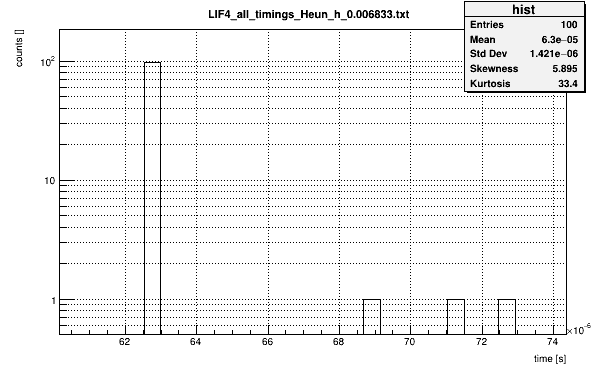 LIF4_all_timings_Heun_h_0.006833.txt
hist
Entries 100
Mean 6.3e−05
Std Dev 1.421e−06
Skewness 5.895
Kurtosis 33.4
counts []
10²
10
1
62 64 66 68 70 72 74
×10⁻⁶
time [s]